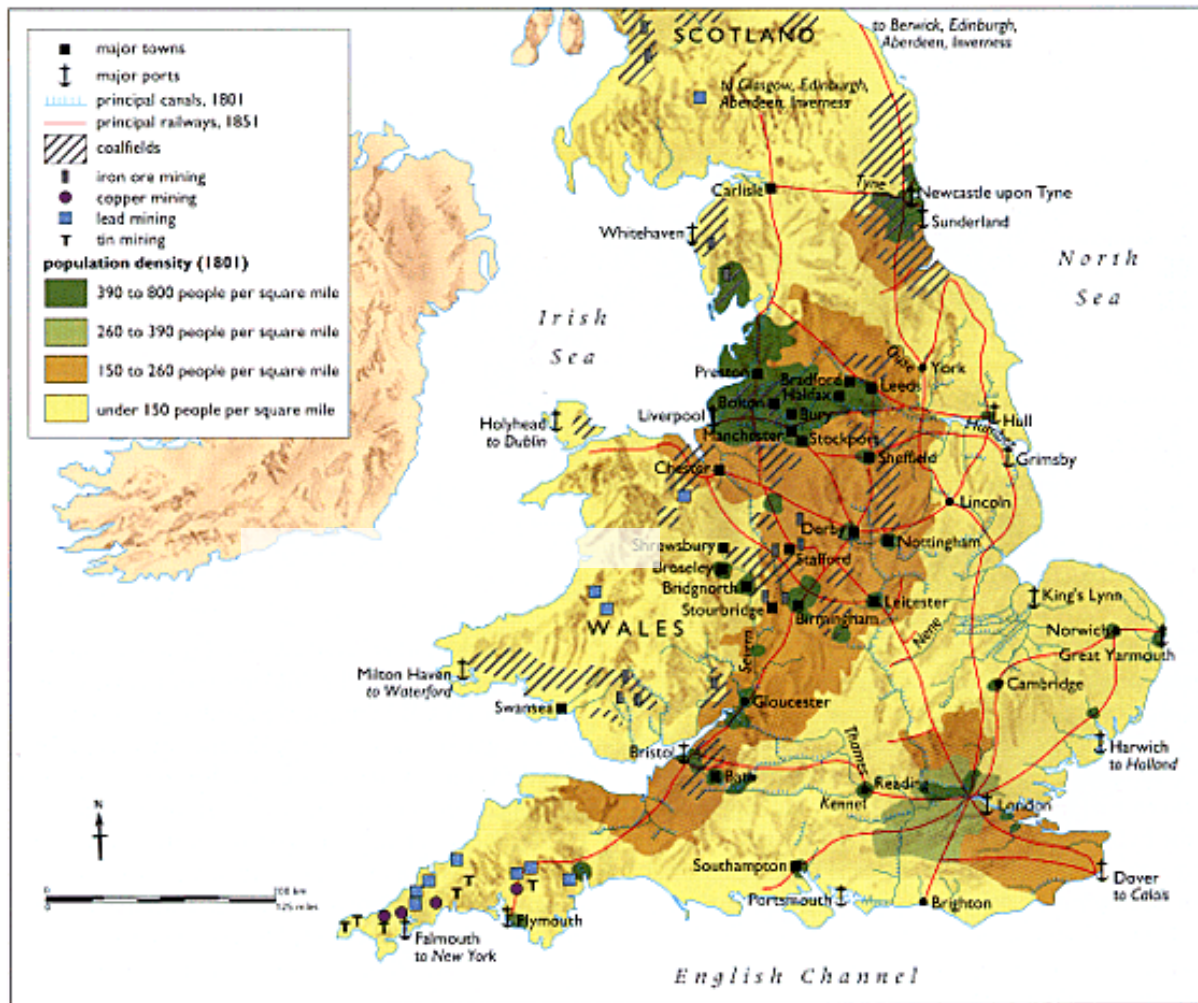 major towns
major ports
principal canals, 1801
principal railways, 1851
coalfields
iron ore mining
copper mining
lead mining
tin mining
population density (1801)
390 to 800 people per square mile
260 to 390 people per square mile
150 to 260 people per square mile
under 150 people per square mile
SCOTLAND
to Berwick, Edinburgh,
Aberdeen, Inverness
to Glasgow, Edinburgh,
Aberdeen, Inverness
Carlisle
Tyne
Newcastle upon Tyne
Sunderland
Whitehaven
North
Sea
Irish
Sea
Preston
Bradford
Leeds
Ouse
York
Halifax
Bolton
Bury
Liverpool
Hull
Humber
Holyhead
to Dublin
Manchester
Stockport
Sheffield
Grimsby
Chester
Lincoln
Derby
Nottingham
Shrewsbury
Stafford
Broseley
Bridgnorth
Stourbridge
Birmingham
Leicester
King's Lynn
Nene
Norwich
Great Yarmouth
WALES
Severn
Cambridge
Milton Haven
to Waterford
Swansea
Gloucester
Thames
Harwich
to Holland
Bristol
Bath
Reading
Kennet
London
N
Southampton
Portsmouth
Brighton
Dover
to Calais
0
200 km
0
125 miles
Plymouth
Falmouth
to New York
English Channel